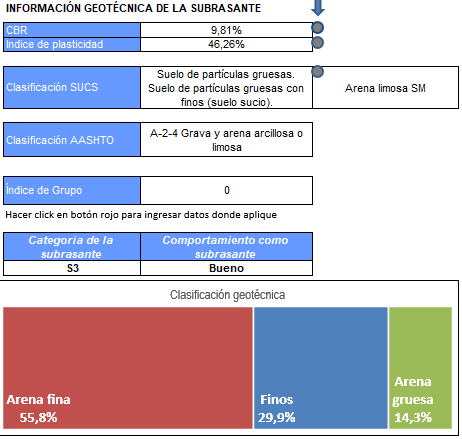 INFORMACIÓN GEOTÉCNICA DE LA SUBRASANTE
CBR 9,81%
Índice de plasticidad 46,26%
Clasificación SUCS
Suelo de partículas gruesas.
Suelo de partículas gruesas con
finos (suelo sucio).
Arena limosa SM
Clasificación AASHTO
A-2-4 Grava y arena arcillosa o
limosa
Índice de Grupo 0
Hacer click en botón rojo para ingresar datos donde aplique
Categoría de la
subrasante
Comportamiento como
subrasante
S3 Bueno
Clasificación geotécnica
Arena fina
55,8%
Finos
29,9%
Arena
gruesa
14,3%